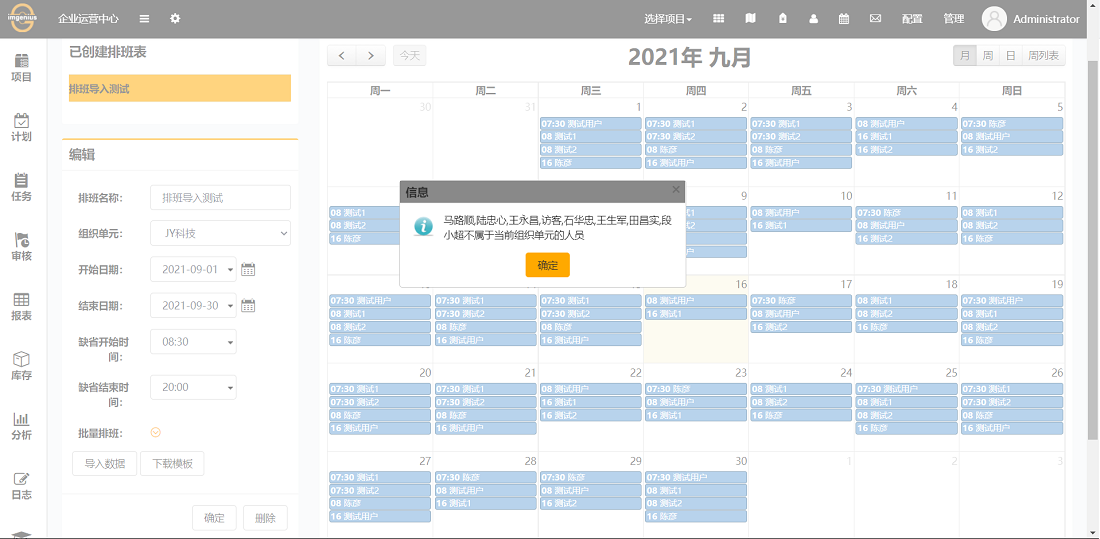 imgenius
企业运营中心
选择项目
配置
管理
Administrator
项目
计划
任务
审核
报表
库存
分析
日志
已创建排班表
排班导入测试
编辑
排班名称:
排班导入测试
组织单元:
JY科技
开始日期:
2021-09-01
结束日期:
2021-09-30
缺省开始时
间:
08:30
缺省结束时
间:
20:00
批量排班:
导入数据
下载模板
确定
删除
今天
2021年 九月
月
周
日
周列表
周一
周二
周三
周四
周五
周六
周日
30
31
1
07:30 测试用户
08 测试1
08 测试2
16 陈彦
2
07:30 测试1
07:30 测试2
08 陈彦
16 测试用户
3
07:30 测试1
07:30 测试2
08 陈彦
16 测试用户
4
08 测试用户
16 测试1
16 测试2
5
07:30 陈彦
08 测试用户
16 测试2
08 测试1
08 测试2
16 陈彦
信息
马路顺,陆忠心,王永昌,访客,石华忠,王生军,田昌实,段
小超不属于当前组织单元的人员
确定
9
10
11
07:30 陈彦
08 测试用户
16 测试2
12
08 测试用户
16 测试1
07:30 测试用户
08 测试1
08 测试2
16 陈彦
07:30 测试1
07:30 测试2
08 陈彦
16 测试用户
07:30 测试1
07:30 测试2
08 陈彦
16 测试用户
16
08 测试用户
16 测试1
17
07:30 陈彦
08 测试用户
16 测试2
18
08 测试1
08 测试2
16 陈彦
19
07:30 测试用户
08 测试1
08 测试2
16 陈彦
20
07:30 测试1
07:30 测试2
08 陈彦
16 测试用户
21
07:30 测试1
07:30 测试2
08 陈彦
16 测试用户
22
08 测试用户
16 测试2
16 测试1
23
07:30 陈彦
08 测试用户
16 测试1
24
07:30 测试1
08 测试2
16 陈彦
25
07:30 测试用户
08 测试1
08 测试2
16 陈彦
26
07:30 测试1
07:30 测试2
08 陈彦
16 测试用户
27
07:30 测试1
07:30 测试2
08 陈彦
16 测试用户
28
07:30 陈彦
08 测试用户
16 测试1
29
07:30 陈彦
08 测试用户
16 测试2
30
07:30 测试用户
08 测试1
08 测试2
16 陈彦
1
2
3